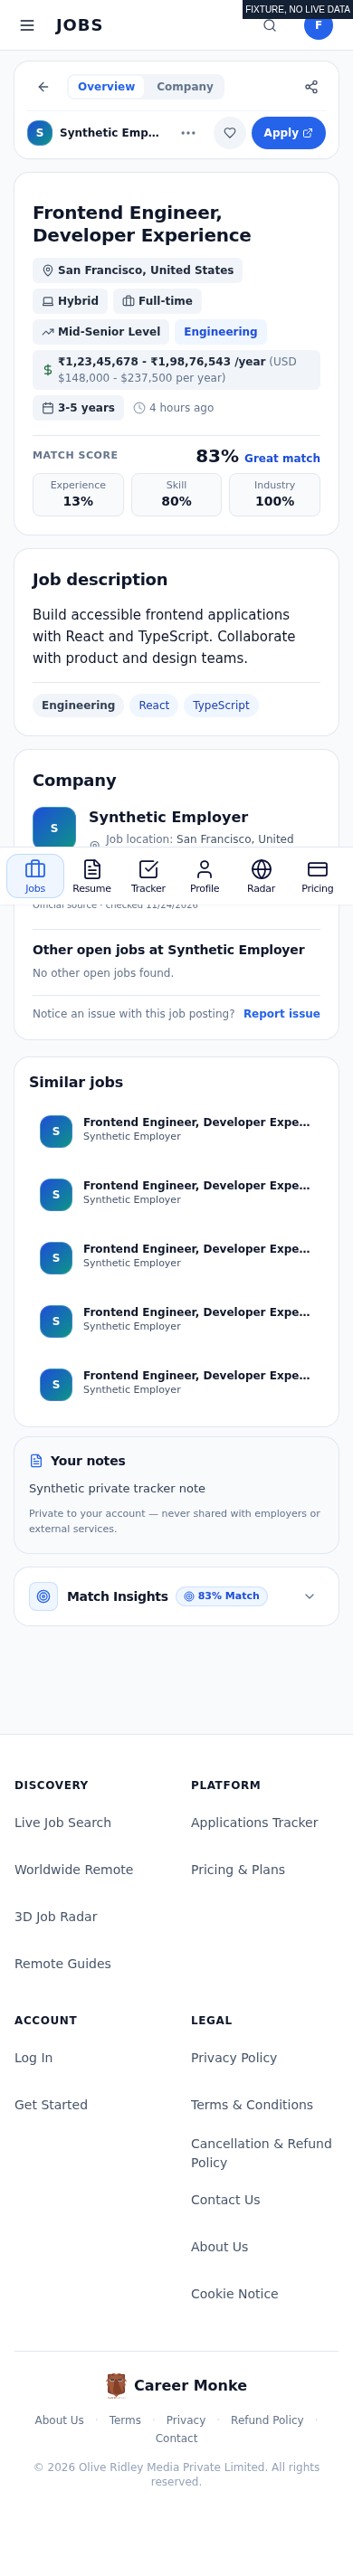 FIXTURE, NO LIVE DATA
JOBS
F
Overview
Company
S
Synthetic Emp...
Apply
Frontend Engineer,
Developer Experience
San Francisco, United States
Hybrid
Full-time
Mid-Senior Level
Engineering
₹1,23,45,678 - ₹1,98,76,543 /year (USD
$148,000 - $237,500 per year)
3-5 years
4 hours ago
MATCH SCORE
83% Great match
Experience
13%
Skill
80%
Industry
100%
Job description
Build accessible frontend applications
with React and TypeScript. Collaborate
with product and design teams.
Engineering
React
TypeScript
Company
S
Synthetic Employer
Job location: San Francisco, United
Jobs
Resume
Tracker
Profile
Radar
Pricing
Official source · checked 11/24/2026
Other open jobs at Synthetic Employer
No other open jobs found.
Notice an issue with this job posting?
Report issue
Similar jobs
S
Frontend Engineer, Developer Expe...
Synthetic Employer
S
Frontend Engineer, Developer Expe...
Synthetic Employer
S
Frontend Engineer, Developer Expe...
Synthetic Employer
S
Frontend Engineer, Developer Expe...
Synthetic Employer
S
Frontend Engineer, Developer Expe...
Synthetic Employer
Your notes
Synthetic private tracker note
Private to your account — never shared with employers or
external services.
Match Insights
83% Match
DISCOVERY
Live Job Search
Worldwide Remote
3D Job Radar
Remote Guides
PLATFORM
Applications Tracker
Pricing & Plans
ACCOUNT
Log In
Get Started
LEGAL
Privacy Policy
Terms & Conditions
Cancellation & Refund
Policy
Contact Us
About Us
Cookie Notice
Career Monke
About Us · Terms · Privacy · Refund Policy ·
Contact
© 2026 Olive Ridley Media Private Limited. All rights
reserved.